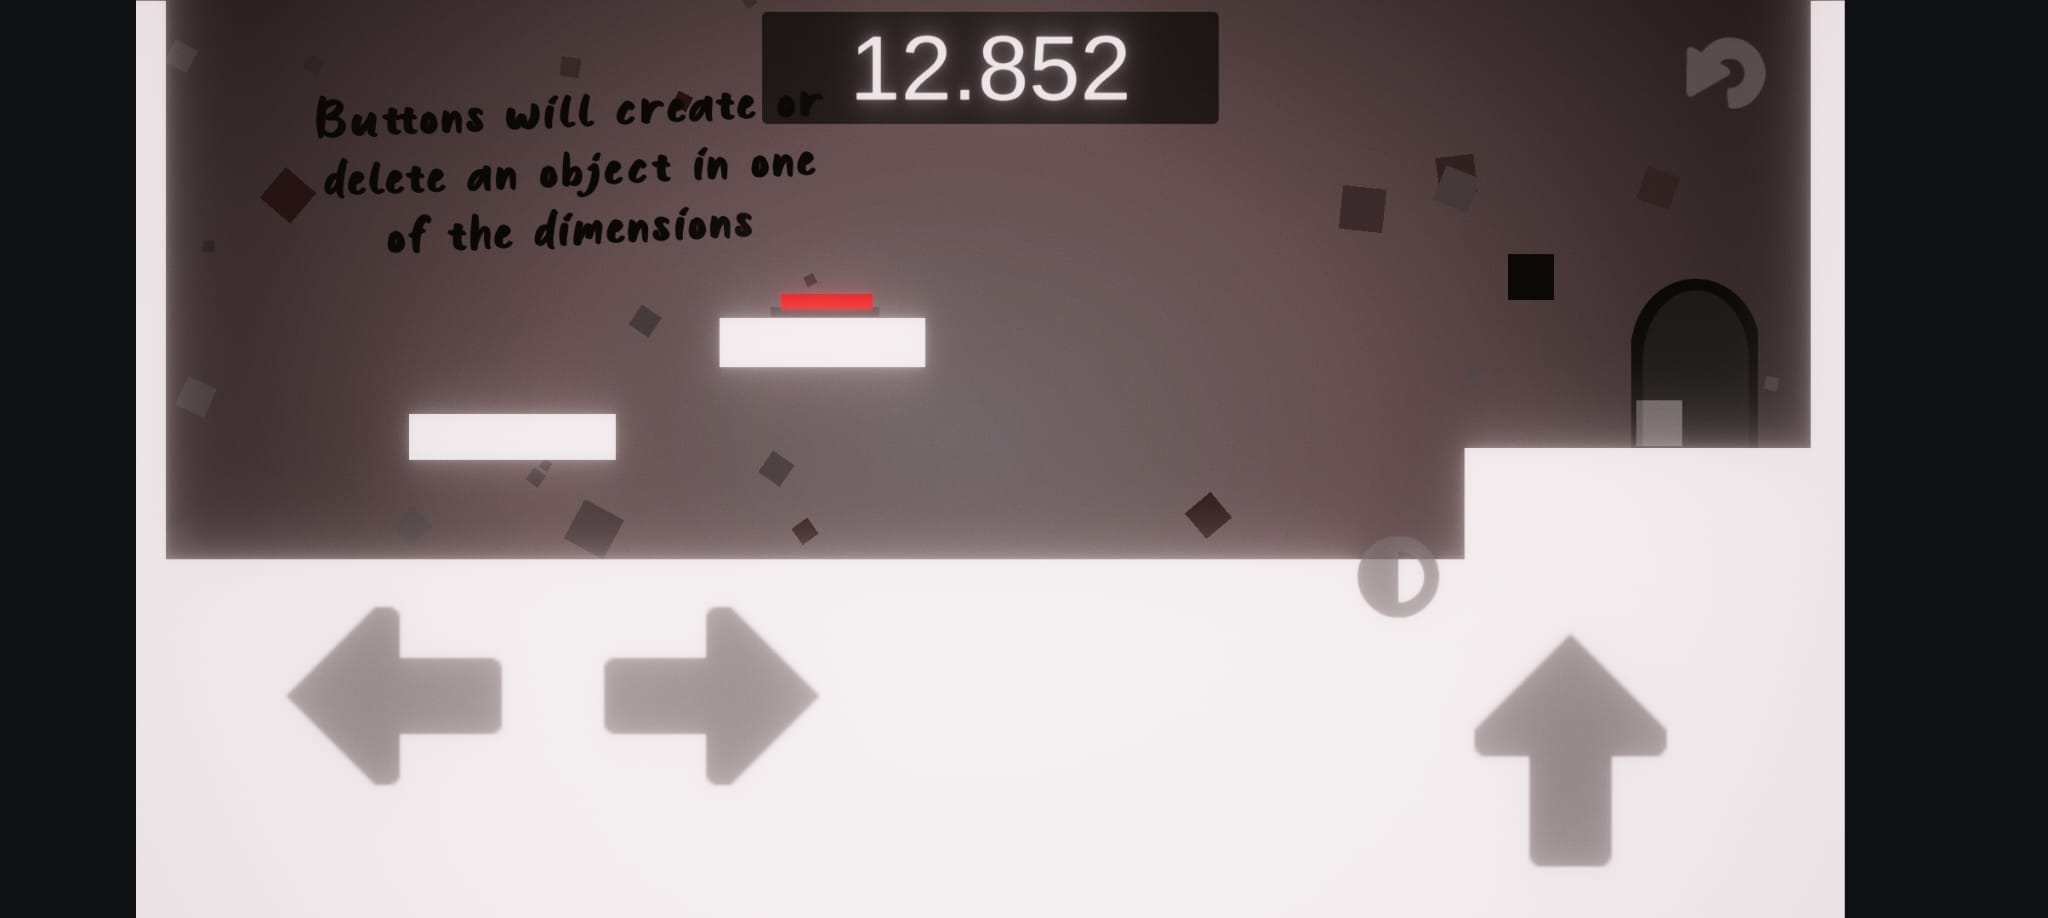 12.852
Buttons will create or
delete an object in one
of the dimensions